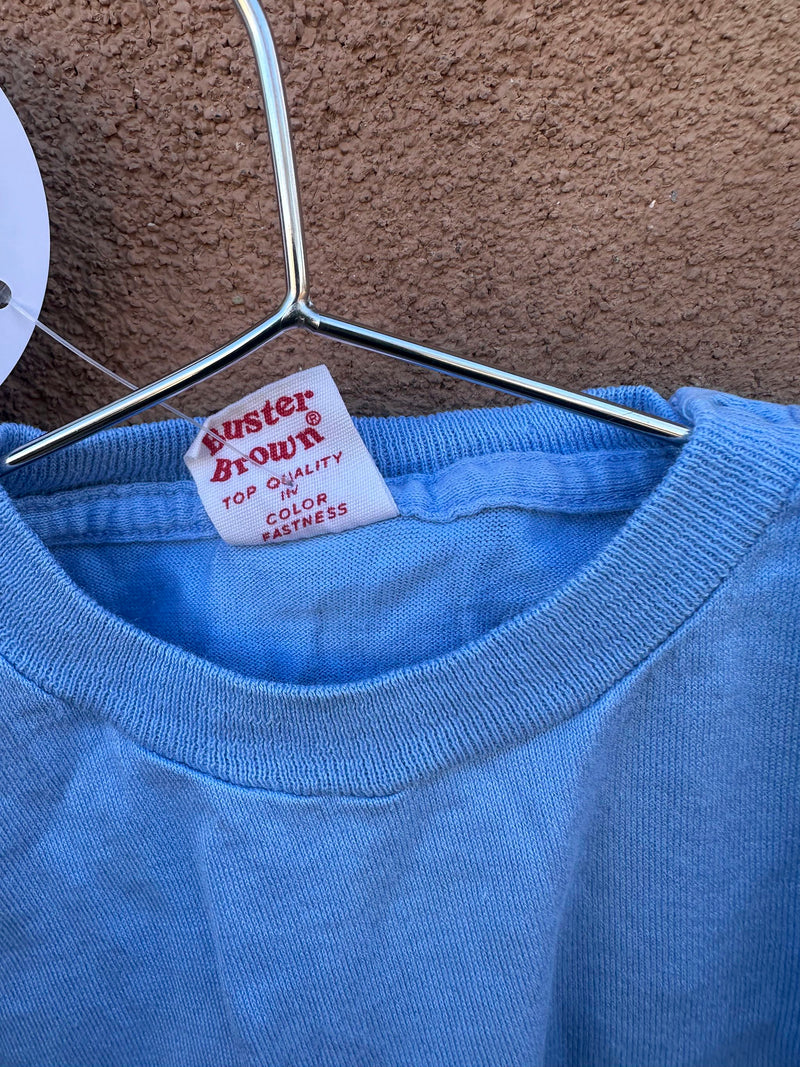 Buster
Brown®
TOP QUALITY
IN
COLOR
FASTNESS